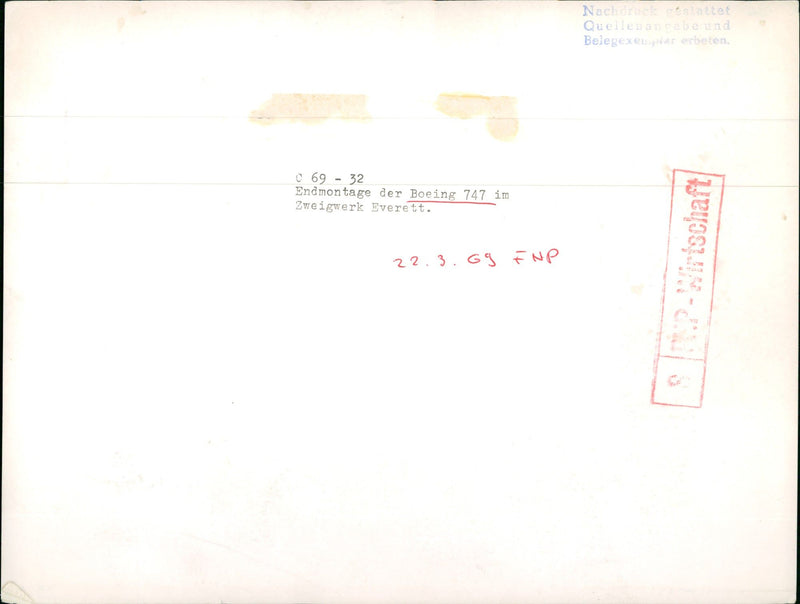 Nachdruck gestattet
Quellenangabe und
Belegexemplar erbeten.
C 69 - 32
Endmontage der Boeing 747 im
Zweigwerk Everett.
22.3.69 FNP
FNP - Wirtschaft